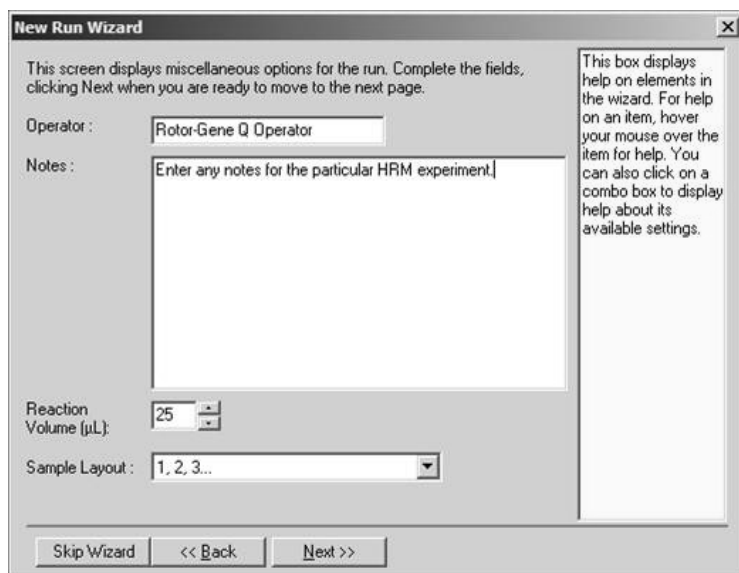 New Run Wizard
This screen displays miscellaneous options for the run. Complete the fields,
clicking Next when you are ready to move to the next page.
Operator :
Rotor-Gene Q Operator
Notes :
Enter any notes for the particular HRM experiment.
Reaction
Volume (µL):
25
Sample Layout :
1, 2, 3...
Skip Wizard
<< Back
Next >>
This box displays
help on elements in
the wizard. For help
on an item, hover
your mouse over the
item for help. You
can also click on a
combo box to display
help about its
available settings.